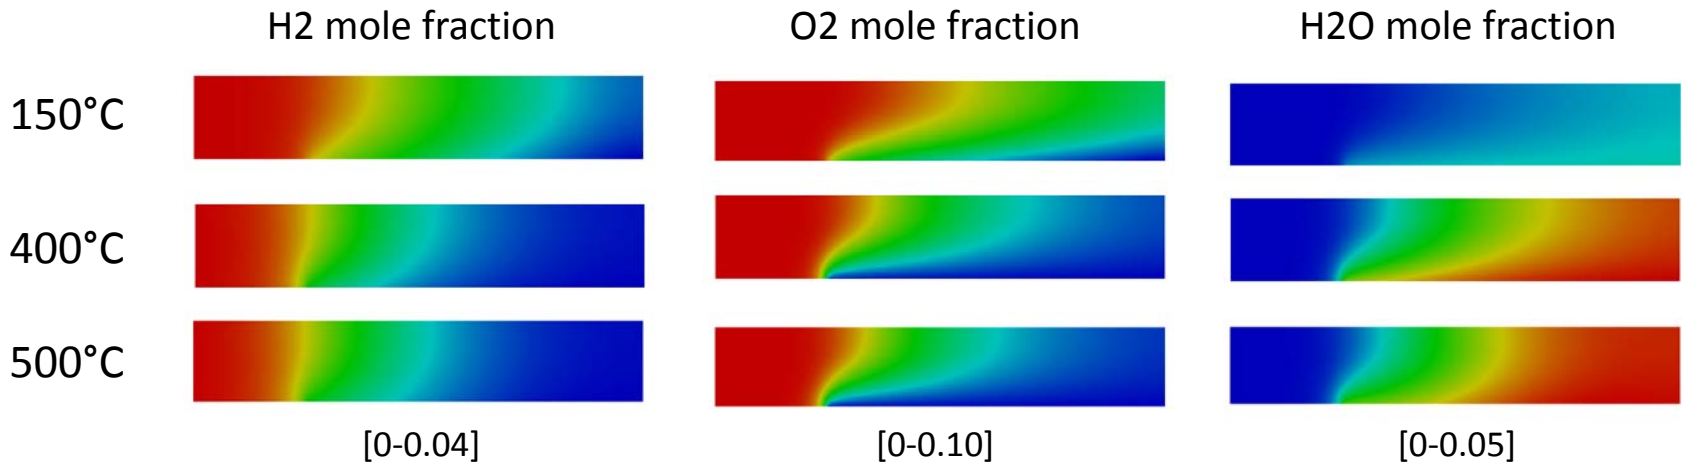 H2 mole fraction
O2 mole fraction
H2O mole fraction
150°C
400°C
500°C
[0-0.04]
[0-0.10]
[0-0.05]